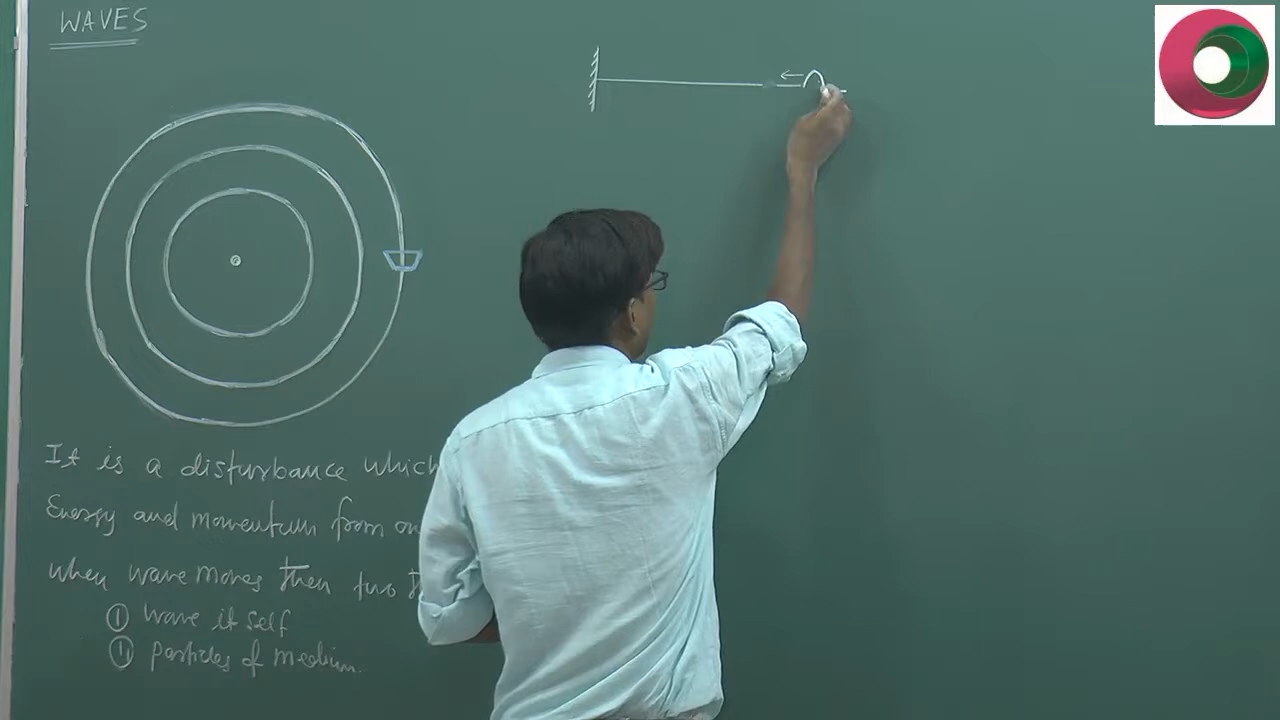 WAVES
It is a disturbance which
Energy and momentum from on
when wave moves then two
① wave it self
⑪ particles of medium.